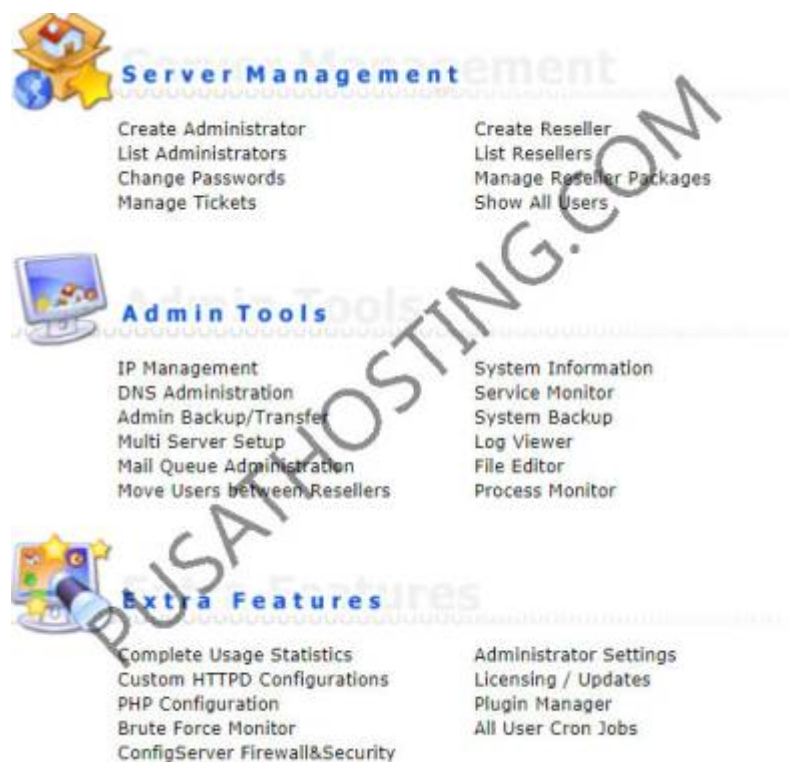 Server Management
Create Administrator
List Administrators
Change Passwords
Manage Tickets
Create Reseller
List Resellers
Manage Reseller Packages
Show All Users
Admin Tools
IP Management
DNS Administration
Admin Backup/Transfer
Multi Server Setup
Mail Queue Administration
Move Users between Resellers
System Information
Service Monitor
System Backup
Log Viewer
File Editor
Process Monitor
Extra Features
Complete Usage Statistics
Custom HTTPD Configurations
PHP Configuration
Brute Force Monitor
ConfigServer Firewall&Security
Administrator Settings
Licensing / Updates
Plugin Manager
All User Cron Jobs
PUSATHOSTING.COM